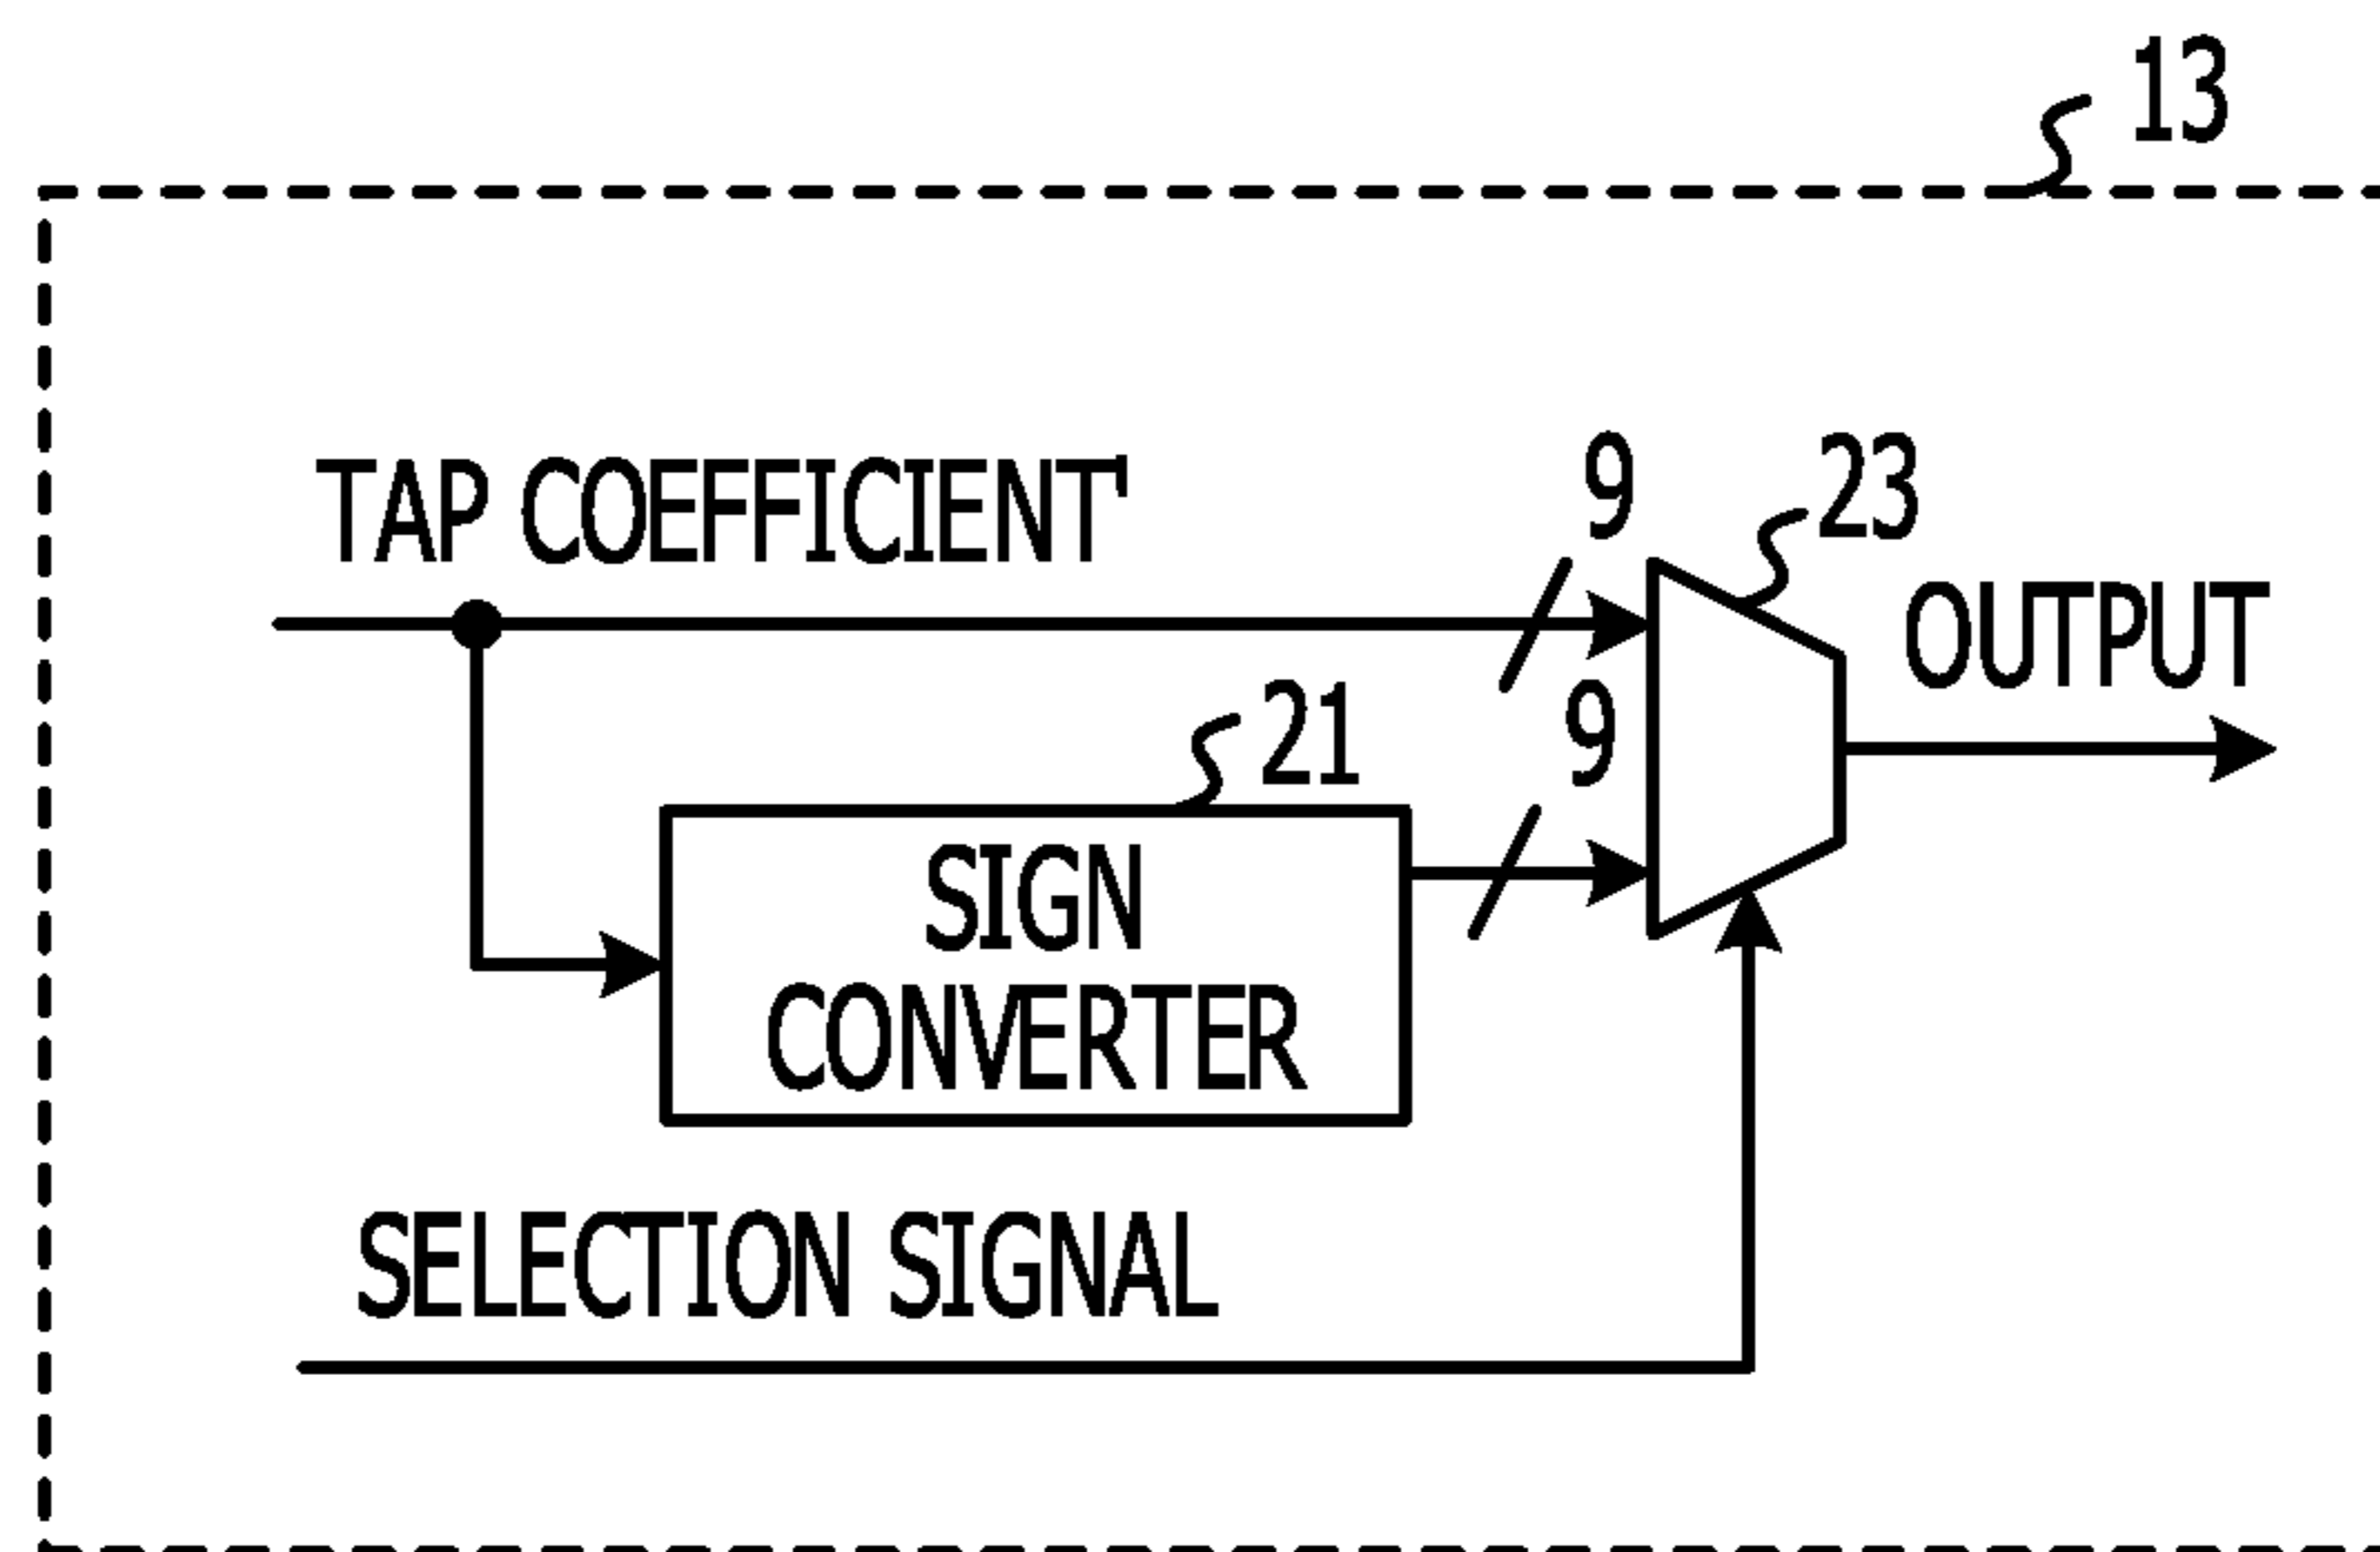 13
TAP COEFFICIENT
9
23
OUTPUT
21
9
SIGN
CONVERTER
SELECTION SIGNAL